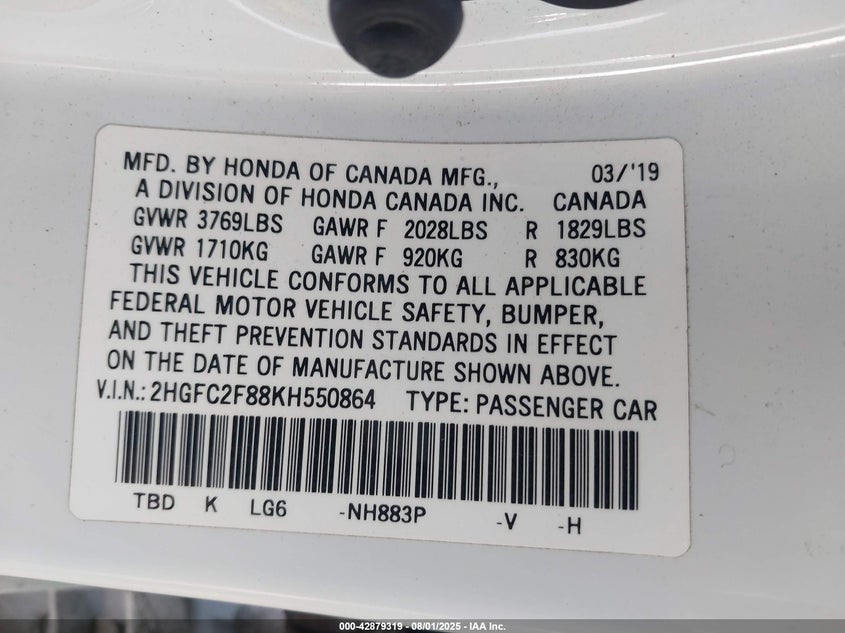 MFD. BY HONDA OF CANADA MFG., 03/'19
A DIVISION OF HONDA CANADA INC. CANADA
GVWR 3769LBS GAWR F 2028LBS R 1829LBS
GVWR 1710KG GAWR F 920KG R 830KG
THIS VEHICLE CONFORMS TO ALL APPLICABLE
FEDERAL MOTOR VEHICLE SAFETY, BUMPER,
AND THEFT PREVENTION STANDARDS IN EFFECT
ON THE DATE OF MANUFACTURE SHOWN ABOVE.
V.I.N.: 2HGFC2F88KH550864 TYPE: PASSENGER CAR
TBD K LG6 -NH883P -V -H
000-42879319 - 08/01/2025 - IAA Inc.